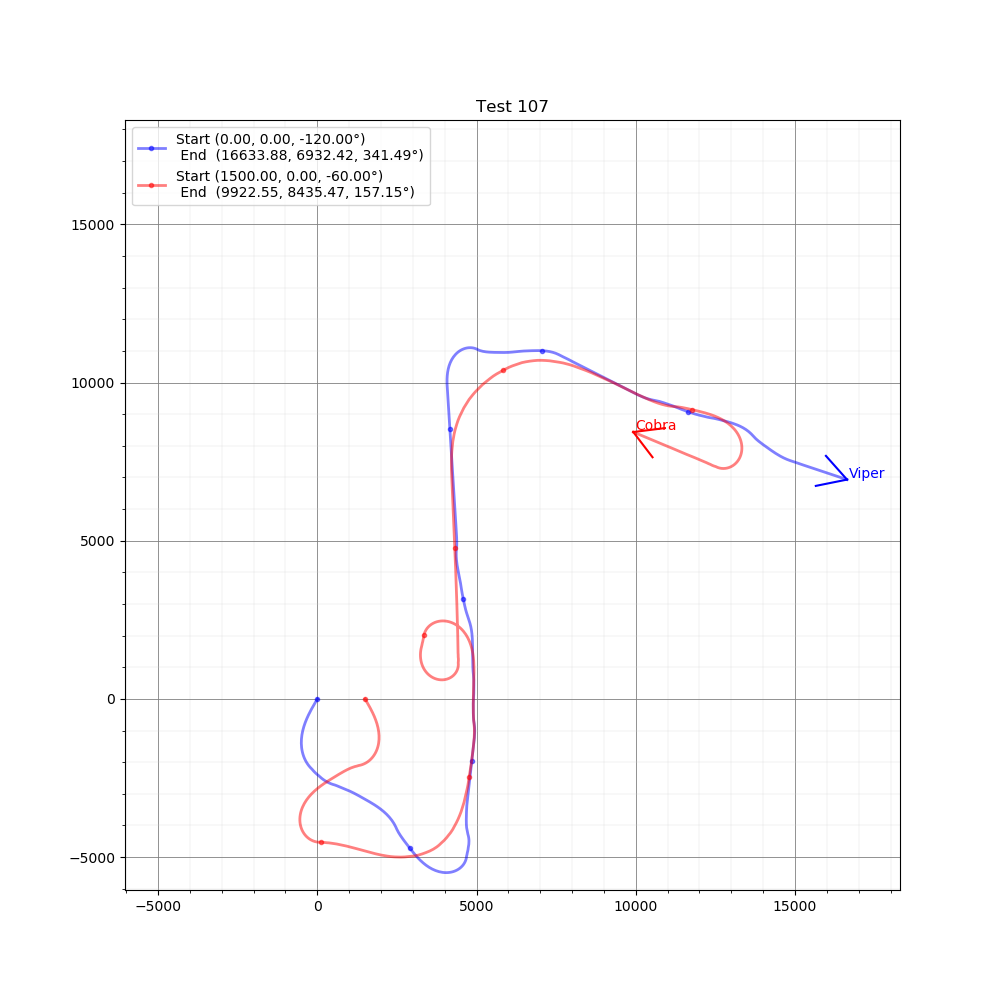 Test 107
Start (0.00, 0.00, -120.00°)
End  (16633.88, 6932.42, 341.49°)
Start (1500.00, 0.00, -60.00°)
End  (9922.55, 8435.47, 157.15°)
15000
10000
5000
0
−5000
Cobra
Viper
−5000 0 5000 10000 15000